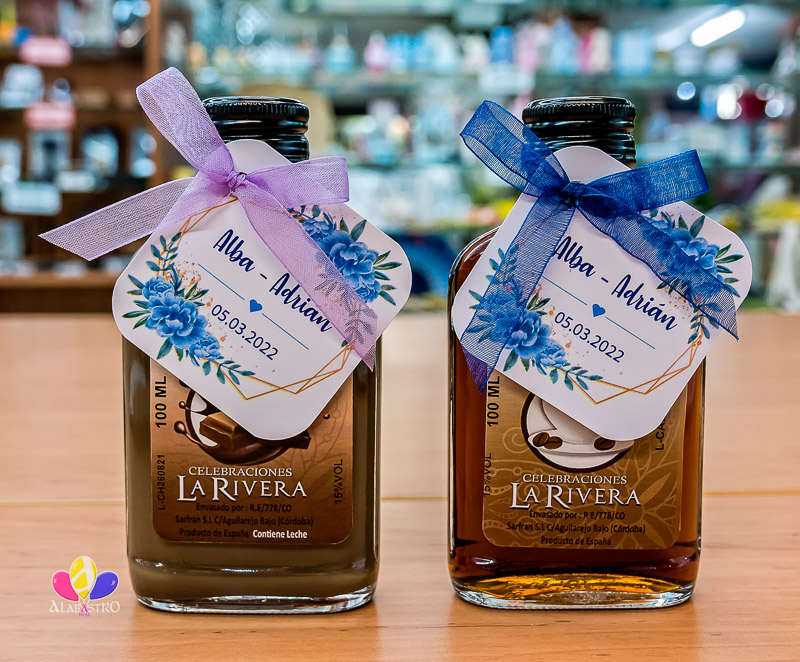 Alba - Adrián
05.03.2022
100 ML
L-CH260821
15%VOL
CELEBRACIONES
LA RIVERA
Envasado por : R.E/778/CO
Sarfran S.L C/Aguilarejo Bajo (Córdoba)
Producto de España. Contiene Leche
Alba - Adrián
05.03.2022
100 ML
15%VOL
L-CA
CELEBRACIONES
LA RIVERA
Envasado por : R.E/778/CO
Sarfran S.L C/Aguilarejo Bajo (Córdoba)
Producto de España
ALABASTRO